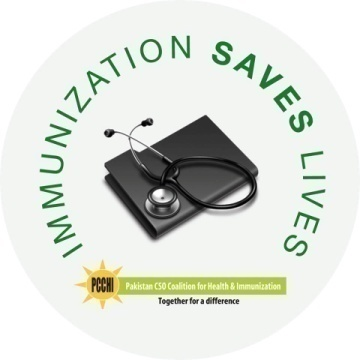 IMMUNIZATION SAVES LIVES
PCCHI
Pakistan CSO Coalition for Health & Immunization
Together for a difference